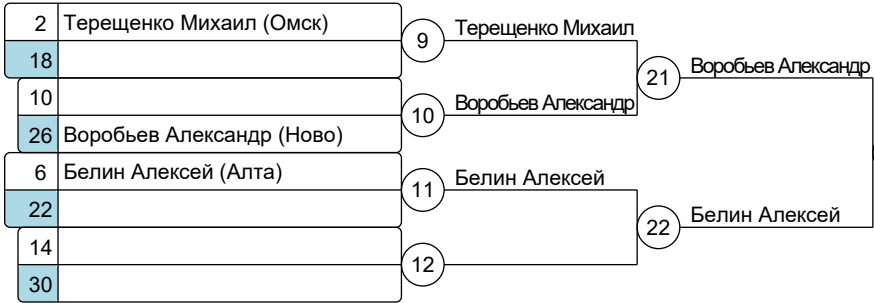 2 Терещенко Михаил (Омск)
18
9 Терещенко Михаил
10
26 Воробьев Александр (Ново)
10 Воробьев Александр
21 Воробьев Александр
6 Белин Алексей (Алта)
22
11 Белин Алексей
14
30
12
22 Белин Алексей